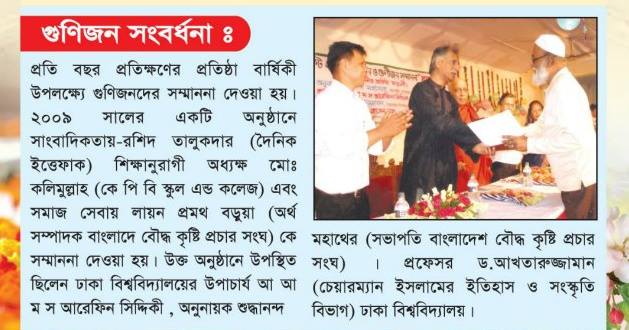 গুণিজন সংবর্ধনা ঃ
প্রতি বছর প্রতিক্ষণের প্রতিষ্ঠা বার্ষিকী
উপলক্ষ্যে গুণিজনদের সম্মাননা দেওয়া হয়।
২০০৯ সালের একটি অনুষ্ঠানে
সাংবাদিকতায়-রশিদ তালুকদার (দৈনিক
ইত্তেফাক) শিক্ষানুরাগী অধ্যক্ষ মোঃ
কলিমুল্লাহ (কে পি বি স্কুল এন্ড কলেজ) এবং
সমাজ সেবায় লায়ন প্রমথ বড়ুয়া (অর্থ
সম্পাদক বাংলাদে বৌদ্ধ কৃষ্টি প্রচার সংঘ) কে
সম্মাননা দেওয়া হয়। উক্ত অনুষ্ঠানে উপস্থিত
ছিলেন ঢাকা বিশ্ববিদ্যালয়ের উপাচার্য আ আ
ম স আরেফিন সিদ্দিকী , অনুনায়ক শুদ্ধানন্দ
মহাথের (সভাপতি বাংলাদেশ বৌদ্ধ কৃষ্টি প্রচার
সংঘ) । প্রফেসর ড.আখতারুজ্জামান
(চেয়ারম্যান ইসলামের ইতিহাস ও সংস্কৃতি
বিভাগ) ঢাকা বিশ্ববিদ্যালয়।